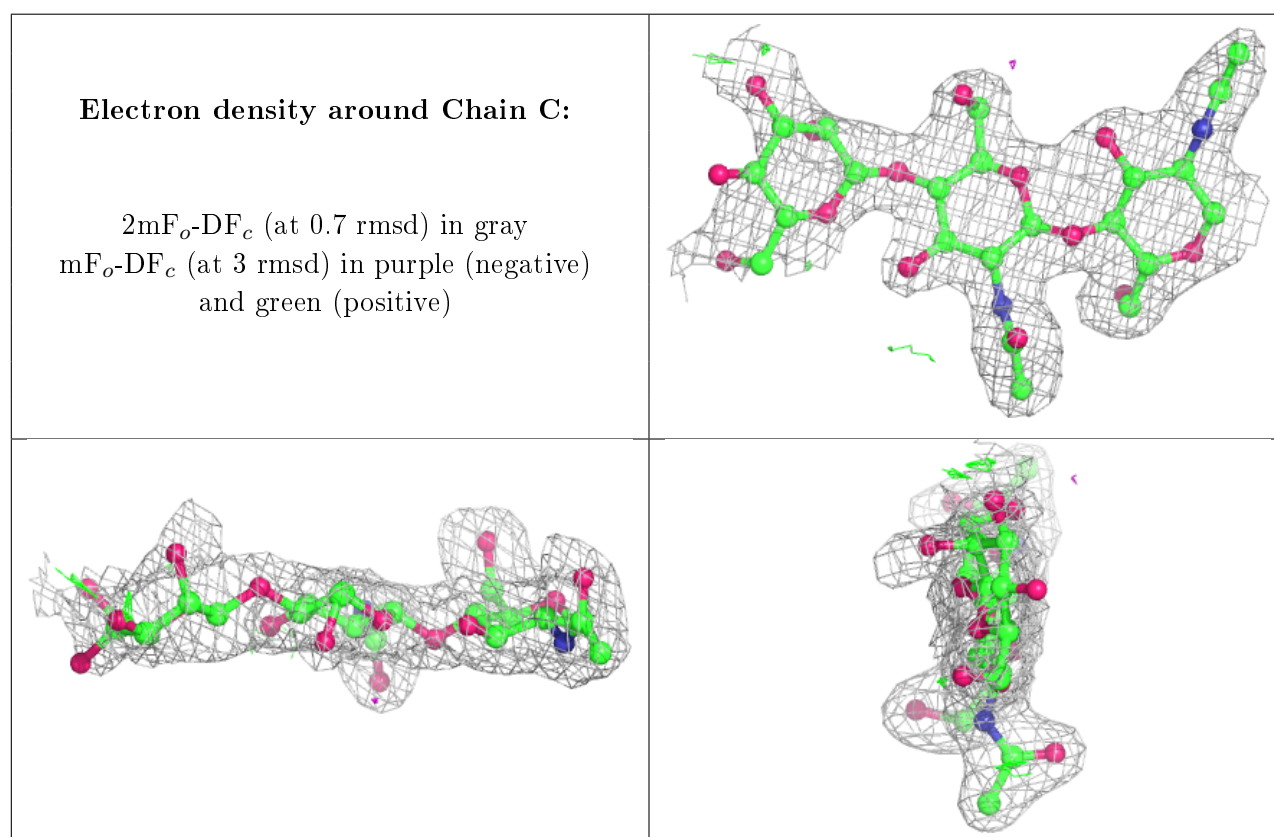 Electron density around Chain C:
2mFₒ-DF𝒸 (at 0.7 rmsd) in gray
mFₒ-DF𝒸 (at 3 rmsd) in purple (negative)
and green (positive)